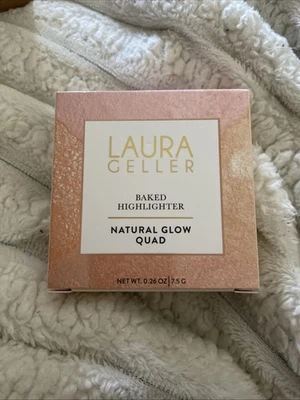 LAURA
GELLER
BAKED
HIGHLIGHTER
NATURAL GLOW
QUAD
NET WT. 0.26 OZ | 7.5 G